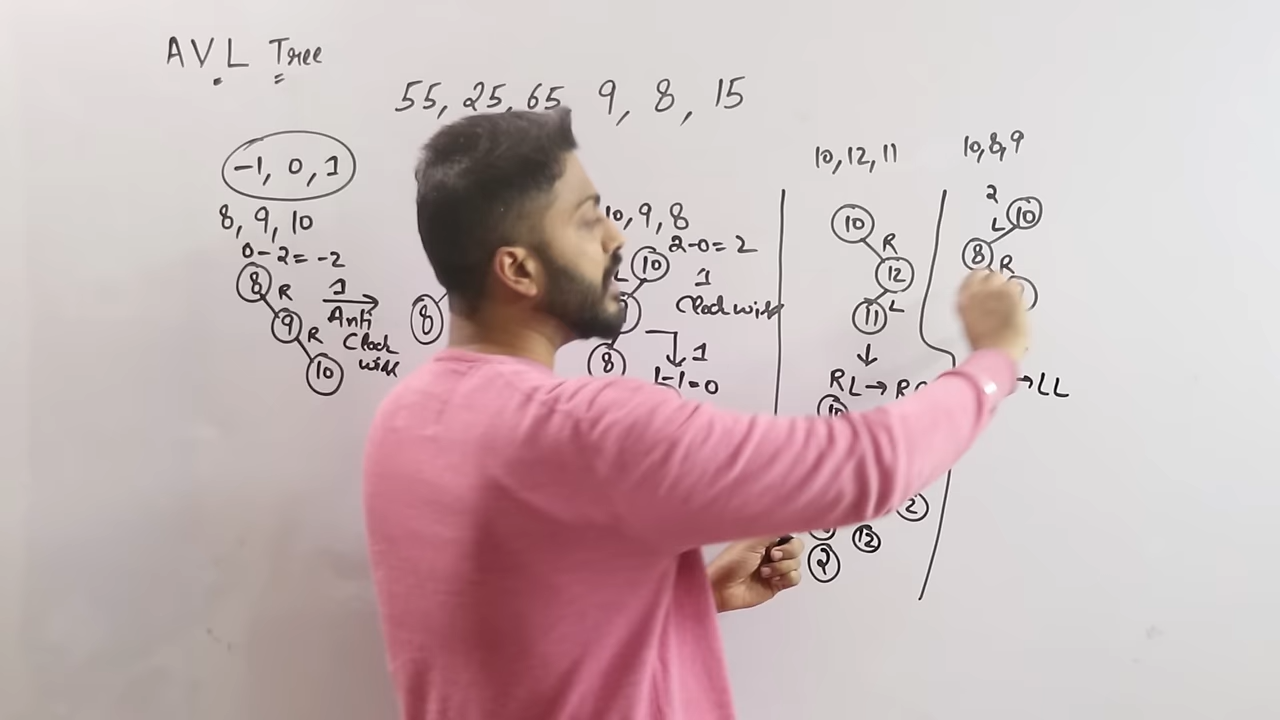 AVL Tree
55, 25, 65, 9, 8, 15
-1, 0, 1
8, 9, 10
0-2=-2
8
R
9
R
10
1
Anti
Clock
wise
8
10, 9, 8
2-0=2
10
L
1
Clockwise
8
1
1-1=0
10, 12, 11
10
R
12
L
11
RL→
10
12
2
10, 8, 9
2
L
10
8
R
→LL